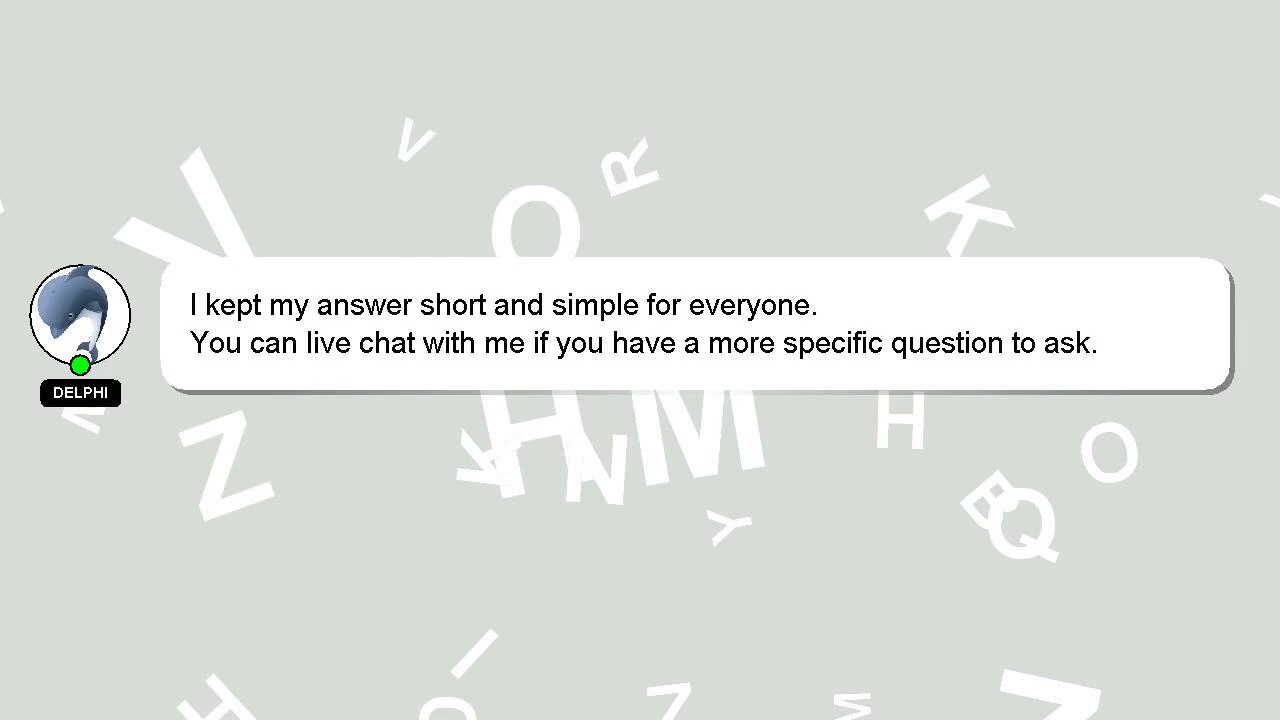 V
V
O
R
K
I kept my answer short and simple for everyone.
You can live chat with me if you have a more specific question to ask.
DELPHI
N
Z
K
H
N
M
H
O
B
Q
Y
I
H
O
Z
M
Z